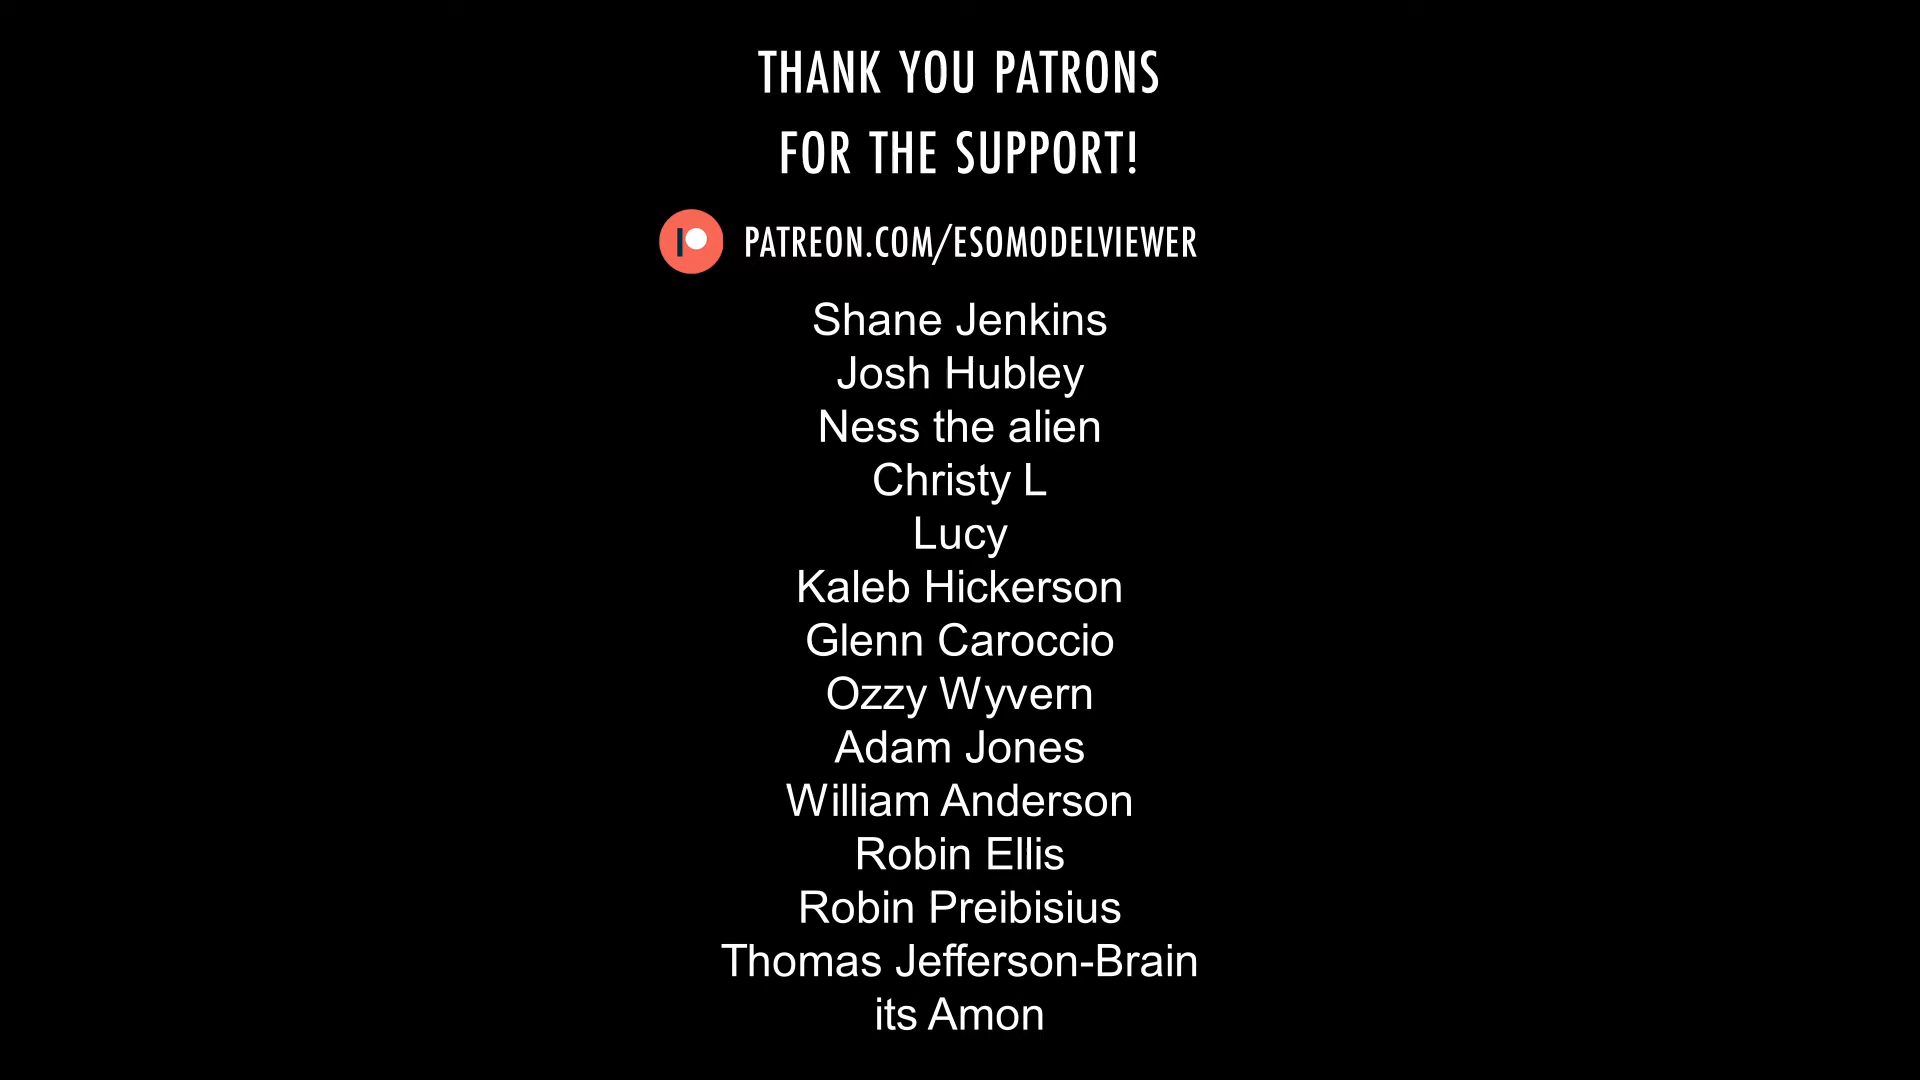 THANK YOU PATRONS
FOR THE SUPPORT!
PATREON.COM/ESOMODELVIEWER
Shane Jenkins
Josh Hubley
Ness the alien
Christy L
Lucy
Kaleb Hickerson
Glenn Caroccio
Ozzy Wyvern
Adam Jones
William Anderson
Robin Ellis
Robin Preibisius
Thomas Jefferson-Brain
its Amon